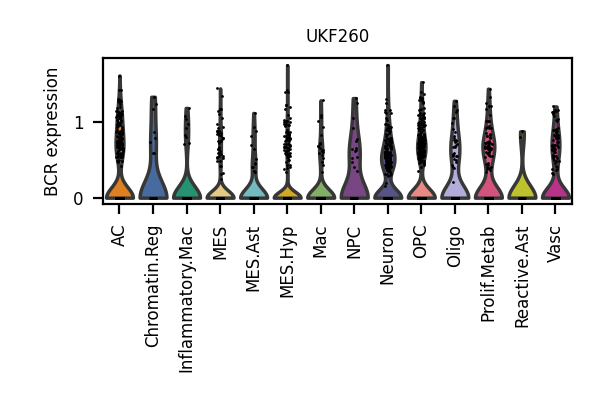 UKF260
BCR expression
1
0
AC
Chromatin.Reg
Inflammatory.Mac
MES
MES.Ast
MES.Hyp
Mac
NPC
Neuron
OPC
Oligo
Prolif.Metab
Reactive.Ast
Vasc